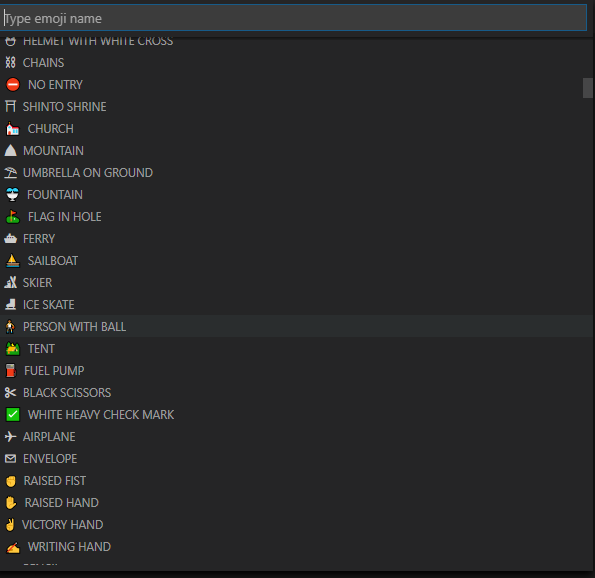 Type emoji name
HELMET WITH WHITE CROSS
CHAINS
NO ENTRY
SHINTO SHRINE
CHURCH
MOUNTAIN
UMBRELLA ON GROUND
FOUNTAIN
FLAG IN HOLE
FERRY
SAILBOAT
SKIER
ICE SKATE
PERSON WITH BALL
TENT
FUEL PUMP
BLACK SCISSORS
WHITE HEAVY CHECK MARK
AIRPLANE
ENVELOPE
RAISED FIST
RAISED HAND
VICTORY HAND
WRITING HAND